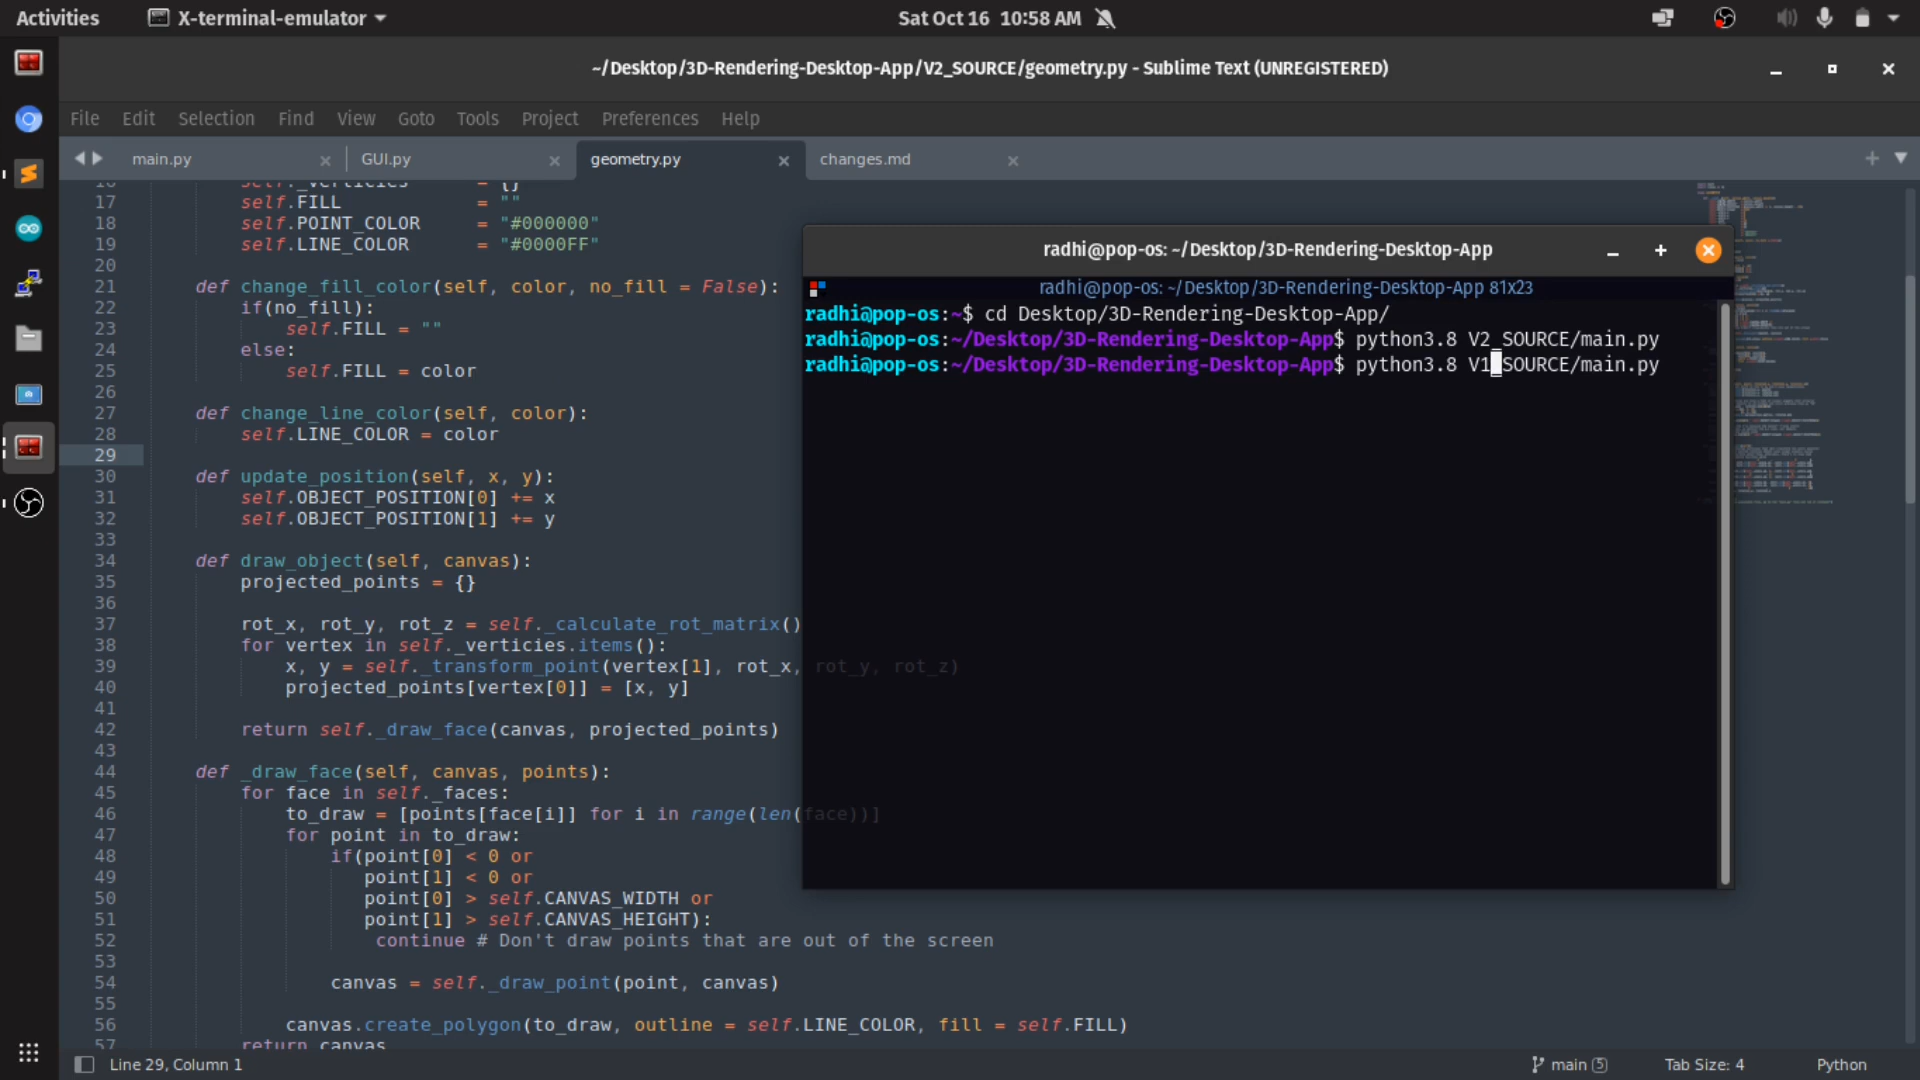 Activities
X-terminal-emulator
Sat Oct 16 10:58 AM
~/Desktop/3D-Rendering-Desktop-App/V2_SOURCE/geometry.py - Sublime Text (UNREGISTERED)
File Edit Selection Find View Goto Tools Project Preferences Help
main.py GUI.py geometry.py changes.md
16 self._verticies = {}
17 self.FILL = ""
18 self.POINT_COLOR = "#000000"
19 self.LINE_COLOR = "#0000FF"
20
21 def change_fill_color(self, color, no_fill = False):
22 if(no_fill):
23 self.FILL = ""
24 else:
25 self.FILL = color
26
27 def change_line_color(self, color):
28 self.LINE_COLOR = color
29
30 def update_position(self, x, y):
31 self.OBJECT_POSITION[0] += x
32 self.OBJECT_POSITION[1] += y
33
34 def draw_object(self, canvas):
35 projected_points = {}
36
37 rot_x, rot_y, rot_z = self._calculate_rot_matrix()
38 for vertex in self._verticies.items():
39 x, y = self._transform_point(vertex[1], rot_x, rot_y, rot_z)
40 projected_points[vertex[0]] = [x, y]
41
42 return self._draw_face(canvas, projected_points)
43
44 def _draw_face(self, canvas, points):
45 for face in self._faces:
46 to_draw = [points[face[i]] for i in range(len(face))]
47 for point in to_draw:
48 if(point[0] < 0 or
49 point[1] < 0 or
50 point[0] > self.CANVAS_WIDTH or
51 point[1] > self.CANVAS_HEIGHT):
52 continue # Don't draw points that are out of the screen
53
54 canvas = self._draw_point(point, canvas)
55
56 canvas.create_polygon(to_draw, outline = self.LINE_COLOR, fill = self.FILL)
57 return canvas
radhi@pop-os: ~/Desktop/3D-Rendering-Desktop-App
radhi@pop-os: ~/Desktop/3D-Rendering-Desktop-App 81x23
radhi@pop-os:~$ cd Desktop/3D-Rendering-Desktop-App/
radhi@pop-os:~/Desktop/3D-Rendering-Desktop-App$ python3.8 V2_SOURCE/main.py
radhi@pop-os:~/Desktop/3D-Rendering-Desktop-App$ python3.8 V1_SOURCE/main.py
Line 29, Column 1
main 5
Tab Size: 4
Python